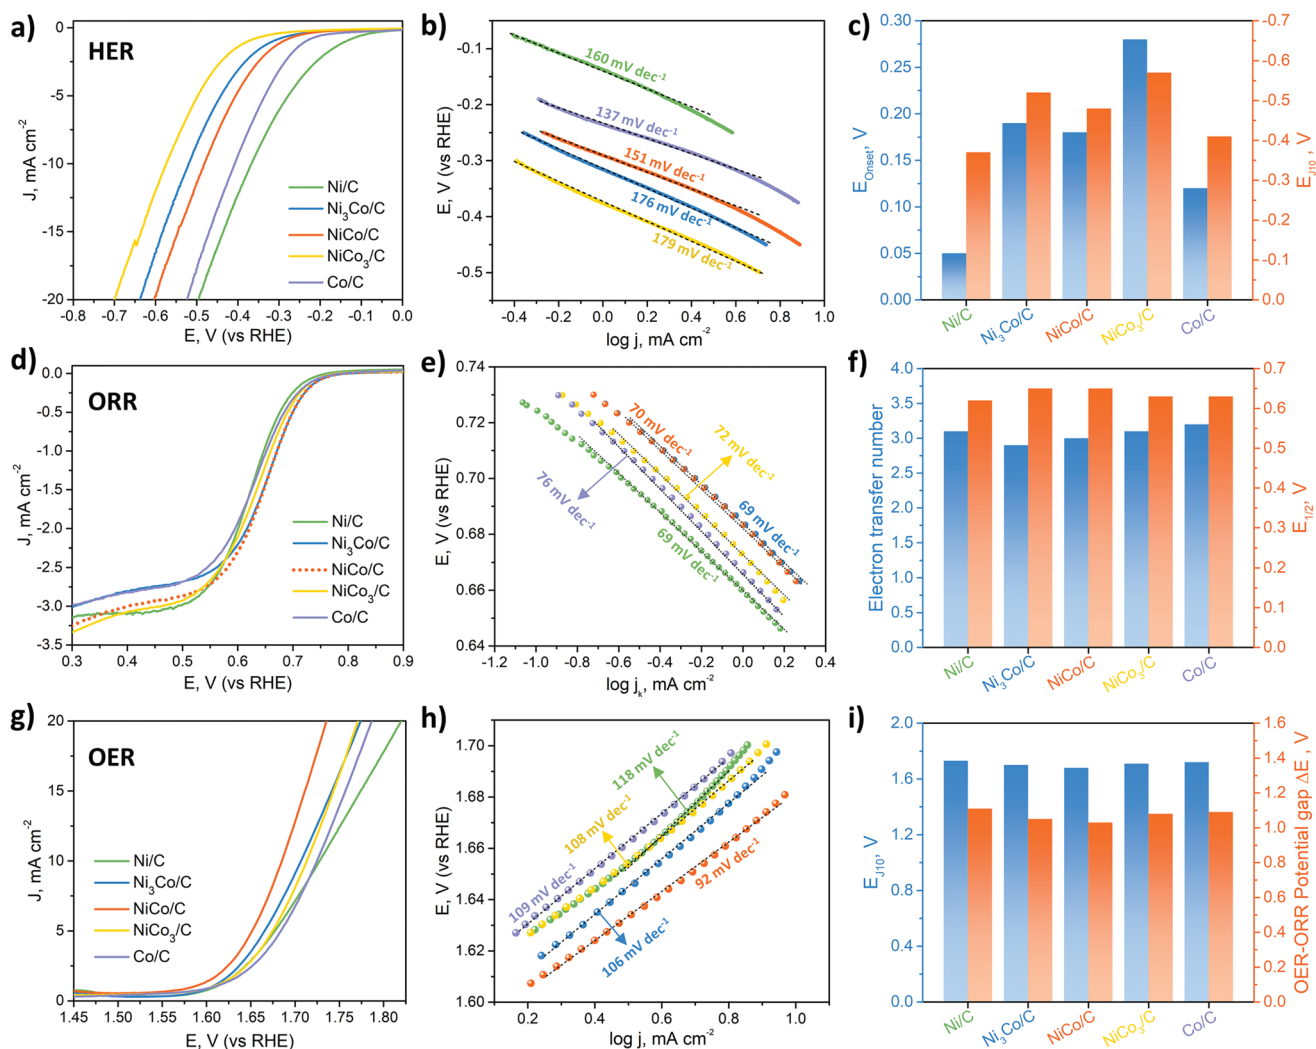 a)
HER
0
-5
-10
-15
-20
J, mA cm-2
Ni/C
Ni3Co/C
NiCo/C
NiCo3/C
Co/C
-0.8 -0.7 -0.6 -0.5 -0.4 -0.3 -0.2 -0.1 0.0
E, V (vs RHE)
b)
-0.1
-0.2
-0.3
-0.4
-0.5
E, V (vs RHE)
160 mV dec-1
137 mV dec-1
151 mV dec-1
176 mV dec-1
179 mV dec-1
-0.4 -0.2 0.0 0.2 0.4 0.6 0.8 1.0
log j, mA cm-2
c)
0.30
0.25
0.20
0.15
0.10
0.05
0.00
EOnset, V
-0.7
-0.6
-0.5
-0.4
-0.3
-0.2
-0.1
0.0
EJ10, V
Ni/C Ni3Co/C NiCo/C NiCo3/C Co/C
d)
ORR
0.0
-0.5
-1.0
-1.5
-2.0
-2.5
-3.0
-3.5
J, mA cm-2
Ni/C
Ni3Co/C
NiCo/C
NiCo3/C
Co/C
0.3 0.4 0.5 0.6 0.7 0.8 0.9
E, V (vs RHE)
e)
0.74
0.72
0.70
0.68
0.66
0.64
E, V (vs RHE)
70 mV dec-1
72 mV dec-1
76 mV dec-1
69 mV dec-1
69 mV dec-1
-1.2 -1.0 -0.8 -0.6 -0.4 -0.2 0.0 0.2 0.4
log jk, mA cm-2
f)
4.0
3.5
3.0
2.5
2.0
1.5
1.0
0.5
0.0
Electron transfer number
0.7
0.6
0.5
0.4
0.3
0.2
0.1
0.0
E1/2, V
Ni/C Ni3Co/C NiCo/C NiCo3/C Co/C
g)
OER
20
15
10
5
0
J, mA cm-2
Ni/C
Ni3Co/C
NiCo/C
NiCo3/C
Co/C
1.45 1.50 1.55 1.60 1.65 1.70 1.75 1.80
E, V (vs RHE)
h)
1.70
1.68
1.66
1.64
1.62
1.60
E, V (vs RHE)
118 mV dec-1
108 mV dec-1
109 mV dec-1
92 mV dec-1
106 mV dec-1
0.2 0.4 0.6 0.8 1.0
log j, mA cm-2
i)
2.0
1.6
1.2
0.8
0.4
0.0
EJ10, V
1.6
1.4
1.2
1.0
0.8
0.6
0.4
0.2
0.0
OER-ORR Potential gap ΔE , V
Ni/C Ni3Co/C NiCo/C NiCo3/C Co/C